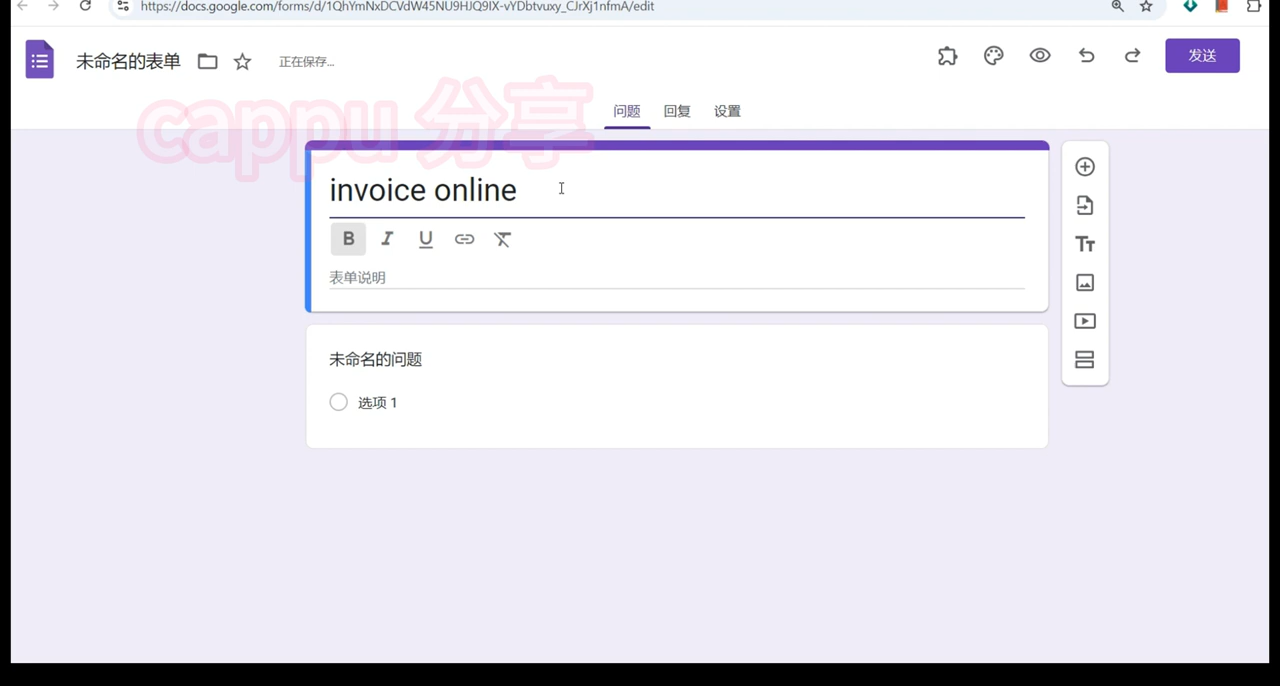 https://docs.google.com/forms/d/1QhYmNxDCVdW45NU9HJQ9IX-vYDbtvuxy_CJrXj1nfmA/edit
未命名的表单
正在保存...
发送
cappu 分享
问题 回复 设置
invoice online
B I U
表单说明
未命名的问题
选项 1